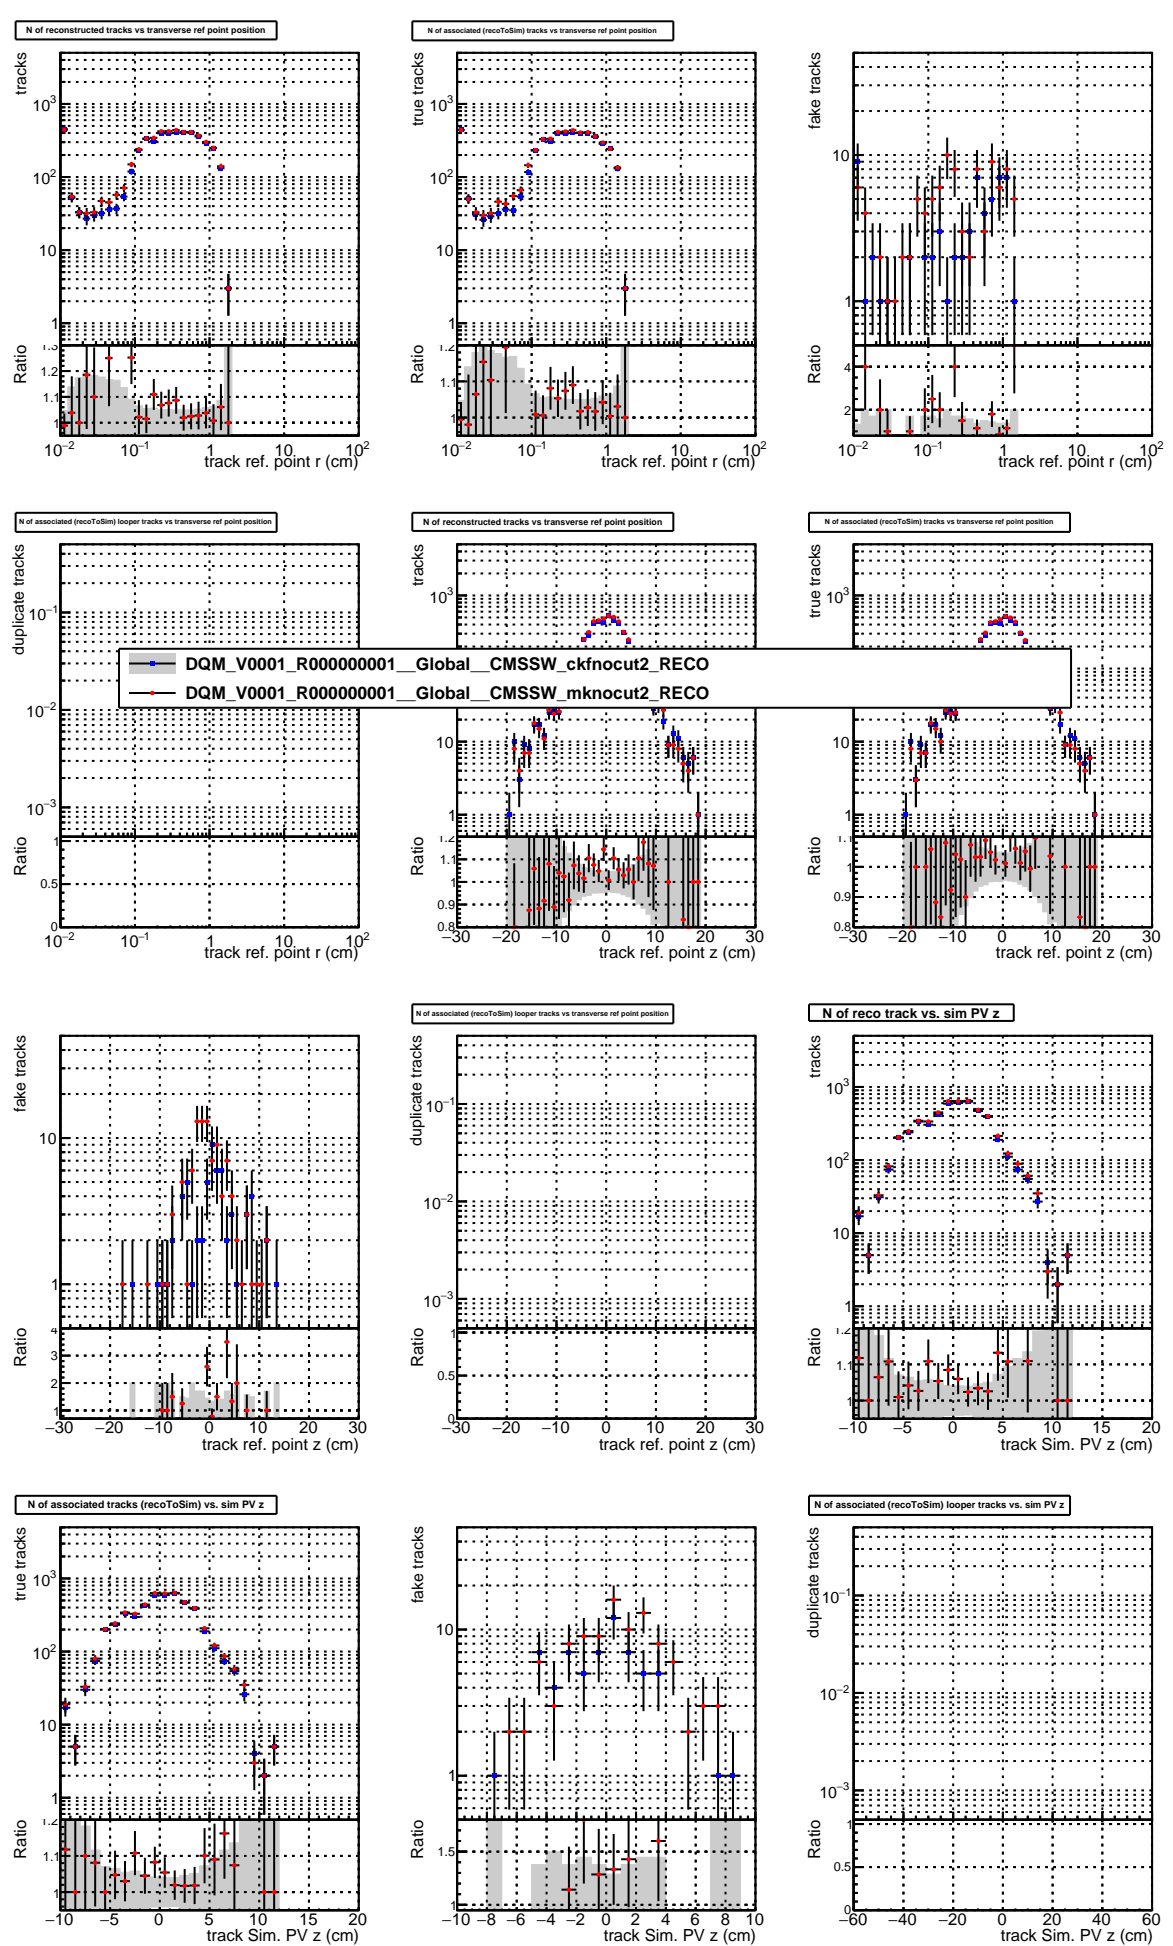 N of reconstructed tracks vs transverse ref point position
tracks
10³
10²
10
1
Ratio
1.3
1.2
1.1
1
10⁻² 10⁻¹ 1 10 10²
track ref. point r (cm)
N of associated (recoToSim) tracks vs transverse ref point position
true tracks
10³
10²
10
1
Ratio
1.2
1.1
1
10⁻² 10⁻¹ 1 10 10²
track ref. point r (cm)
fake tracks
10
1
Ratio
4
2
10⁻² 10⁻¹ 1 10 10²
track ref. point r (cm)
N of associated (recoToSim) looper tracks vs transverse ref point position
duplicate tracks
10⁻¹
10⁻²
10⁻³
Ratio
1
0.5
0
10⁻² 10⁻¹ 1 10 10²
track ref. point r (cm)
N of reconstructed tracks vs transverse ref point position
tracks
10³
10
1
Ratio
1.2
1.1
1
0.9
0.8
−30 −20 −10 0 10 20 30
track ref. point z (cm)
N of associated (recoToSim) tracks vs transverse ref point position
true tracks
10³
10
1
Ratio
1.1
1
0.9
0.8
−30 −20 −10 0 10 20 30
track ref. point z (cm)
DQM_V0001_R000000001__Global__CMSSW_ckfnocut2_RECO
DQM_V0001_R000000001__Global__CMSSW_mknocut2_RECO
fake tracks
10
1
Ratio
4
3
2
1
−30 −20 −10 0 10 20 30
track ref. point z (cm)
N of associated (recoToSim) looper tracks vs transverse ref point position
duplicate tracks
10⁻¹
10⁻²
10⁻³
Ratio
1
0.5
0
−30 −20 −10 0 10 20 30
track ref. point z (cm)
N of reco track vs. sim PV z
tracks
10³
10²
10
1
Ratio
1.2
1.1
1
−10 −5 0 5 10 15 20
track Sim. PV z (cm)
N of associated tracks (recoToSim) vs. sim PV z
true tracks
10³
10²
10
1
Ratio
1.2
1.1
1
−10 −5 0 5 10 15 20
track Sim. PV z (cm)
fake tracks
10
1
Ratio
1.5
1
−10 −8 −6 −4 −2 0 2 4 6 8 10
track Sim. PV z (cm)
N of associated (recoToSim) looper tracks vs. sim PV z
duplicate tracks
10⁻¹
10⁻²
10⁻³
Ratio
1
0.5
0
−60 −40 −20 0 20 40 60
track Sim. PV z (cm)